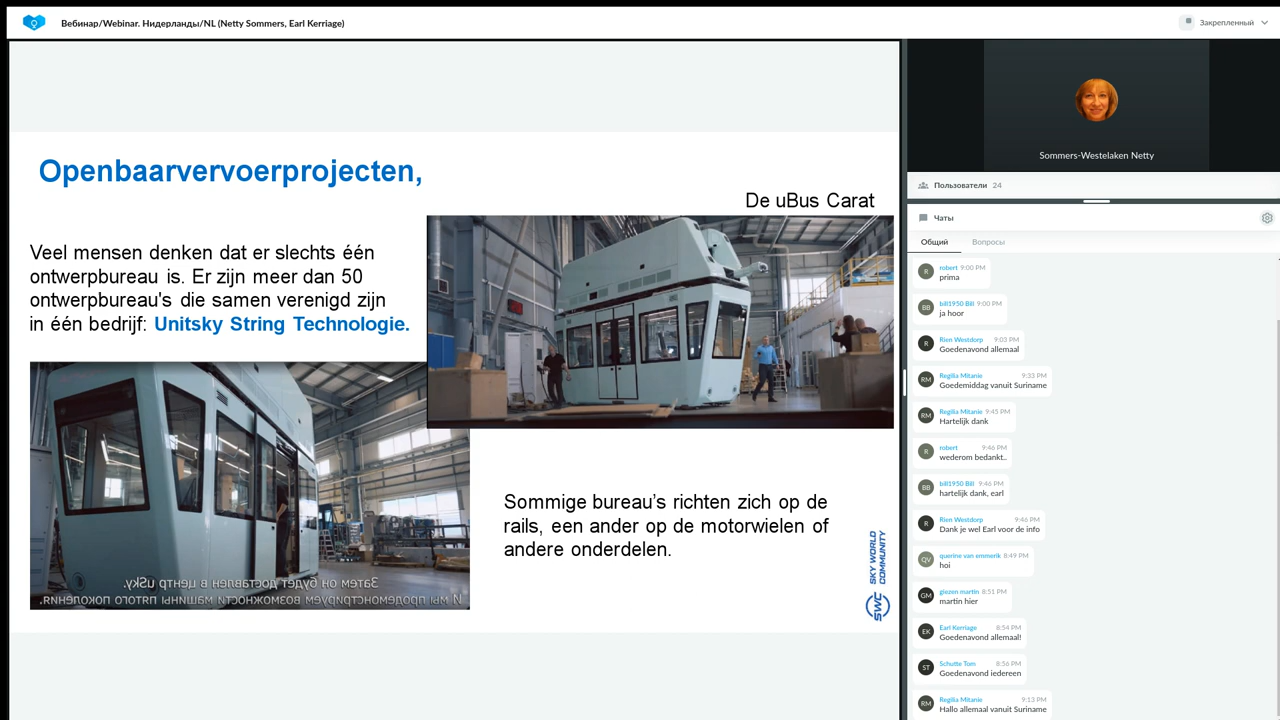 Вебинар/Webinar. Нидерланды/NL (Netty Sommers, Earl Kerriage)
Закрепленный
Openbaarvervoerprojecten,
De uBus Carat
Veel mensen denken dat er slechts één
ontwerpbureau is. Er zijn meer dan 50
ontwerpbureau's die samen verenigd zijn
in één bedrijf: Unitsky String Technologie.
Затем он будет доставлен в центр uSky.
И мы продемонстрируем возможности машины пятого поколения.
Sommige bureau’s richten zich op de
rails, een ander op de motorwielen of
andere onderdelen.
SKY WORLD
COMMUNITY
SWC
Sommers-Westelaken Netty
Пользователи 24
Чаты
Общий Вопросы
R robert 9:00 PM
prima
BB bill1950 Bill 9:00 PM
ja hoor
R Rien Westdorp 9:03 PM
Goedenavond allemaal
RM Regilia Mitanie 9:33 PM
Goedemiddag vanuit Suriname
RM Regilia Mitanie 9:45 PM
Hartelijk dank
R robert 9:46 PM
wederom bedankt..
BB bill1950 Bill 9:46 PM
hartelijk dank, earl
R Rien Westdorp 9:46 PM
Dank je wel Earl voor de info
QV querine van emmerik 8:49 PM
hoi
GM giezen martin 8:51 PM
martin hier
EK Earl Kerriage 8:54 PM
Goedenavond allemaal!
ST Schutte Tom 8:56 PM
Goedenavond iedereen
RM Regilia Mitanie 9:13 PM
Hallo allemaal vanuit Suriname